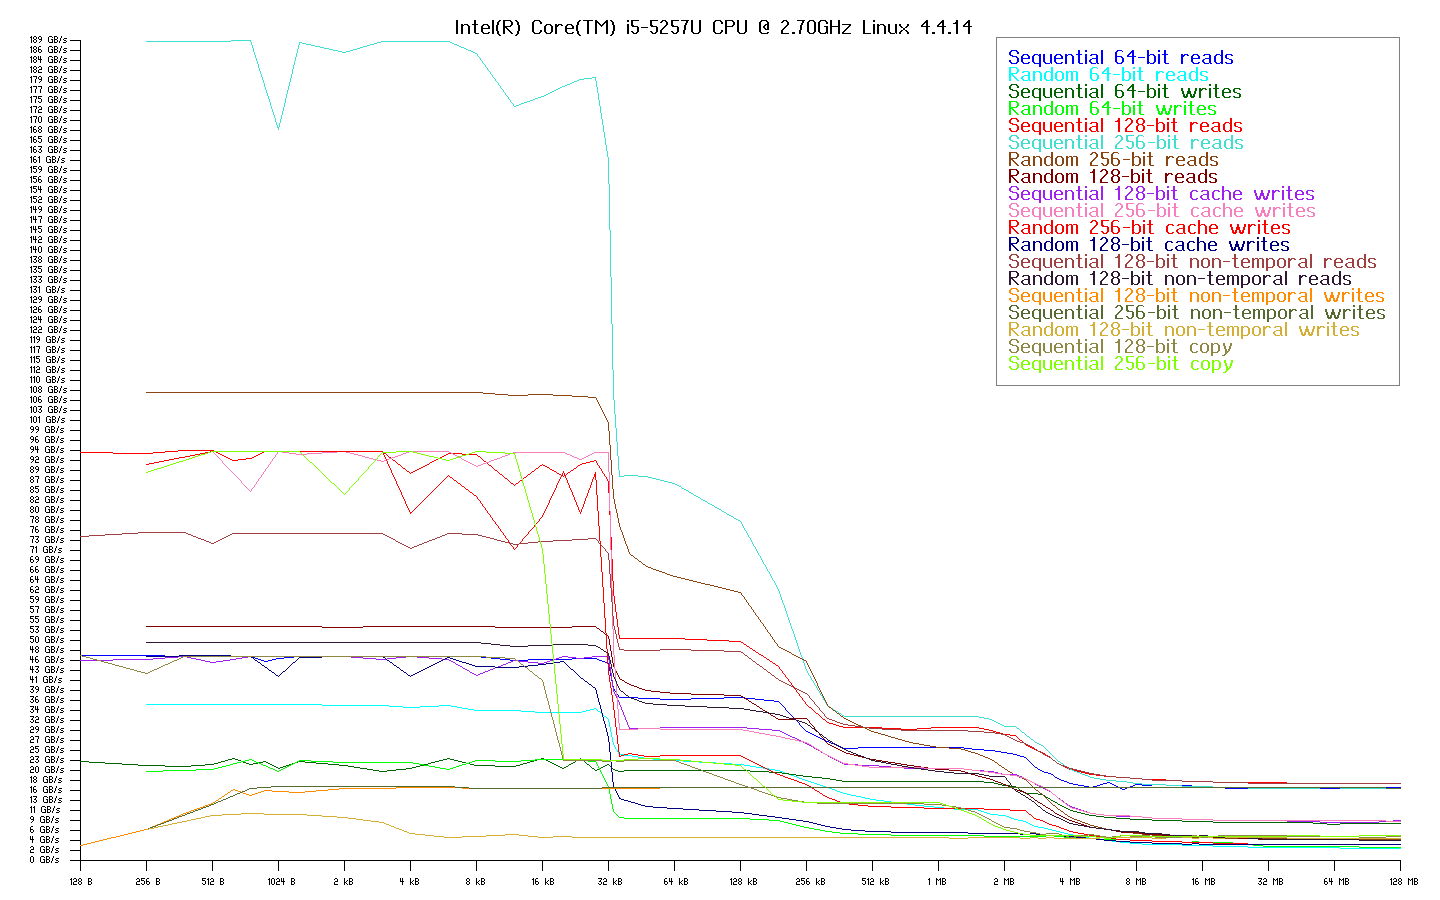 Intel(R) Core(TM) i5-5257U CPU @ 2.70GHz Linux 4.4.14
189 GB/s
186 GB/s
184 GB/s
182 GB/s
179 GB/s
177 GB/s
175 GB/s
172 GB/s
170 GB/s
168 GB/s
165 GB/s
163 GB/s
161 GB/s
159 GB/s
156 GB/s
154 GB/s
152 GB/s
149 GB/s
147 GB/s
145 GB/s
142 GB/s
140 GB/s
138 GB/s
135 GB/s
133 GB/s
131 GB/s
129 GB/s
126 GB/s
124 GB/s
122 GB/s
119 GB/s
117 GB/s
115 GB/s
112 GB/s
110 GB/s
108 GB/s
106 GB/s
103 GB/s
101 GB/s
99 GB/s
96 GB/s
94 GB/s
92 GB/s
89 GB/s
87 GB/s
85 GB/s
82 GB/s
80 GB/s
78 GB/s
76 GB/s
73 GB/s
71 GB/s
69 GB/s
66 GB/s
64 GB/s
62 GB/s
59 GB/s
57 GB/s
55 GB/s
53 GB/s
50 GB/s
48 GB/s
46 GB/s
43 GB/s
41 GB/s
39 GB/s
36 GB/s
34 GB/s
32 GB/s
29 GB/s
27 GB/s
25 GB/s
23 GB/s
20 GB/s
18 GB/s
16 GB/s
13 GB/s
11 GB/s
9 GB/s
6 GB/s
4 GB/s
2 GB/s
0 GB/s
128 B 256 B 512 B 1024 B 2 kB 4 kB 8 kB 16 kB 32 kB 64 kB 128 kB 256 kB 512 kB 1 MB 2 MB 4 MB 8 MB 16 MB 32 MB 64 MB 128 MB
Sequential 64-bit reads
Random 64-bit reads
Sequential 64-bit writes
Random 64-bit writes
Sequential 128-bit reads
Sequential 256-bit reads
Random 256-bit reads
Random 128-bit reads
Sequential 128-bit cache writes
Sequential 256-bit cache writes
Random 256-bit cache writes
Random 128-bit cache writes
Sequential 128-bit non-temporal reads
Random 128-bit non-temporal reads
Sequential 128-bit non-temporal writes
Sequential 256-bit non-temporal writes
Random 128-bit non-temporal writes
Sequential 128-bit copy
Sequential 256-bit copy